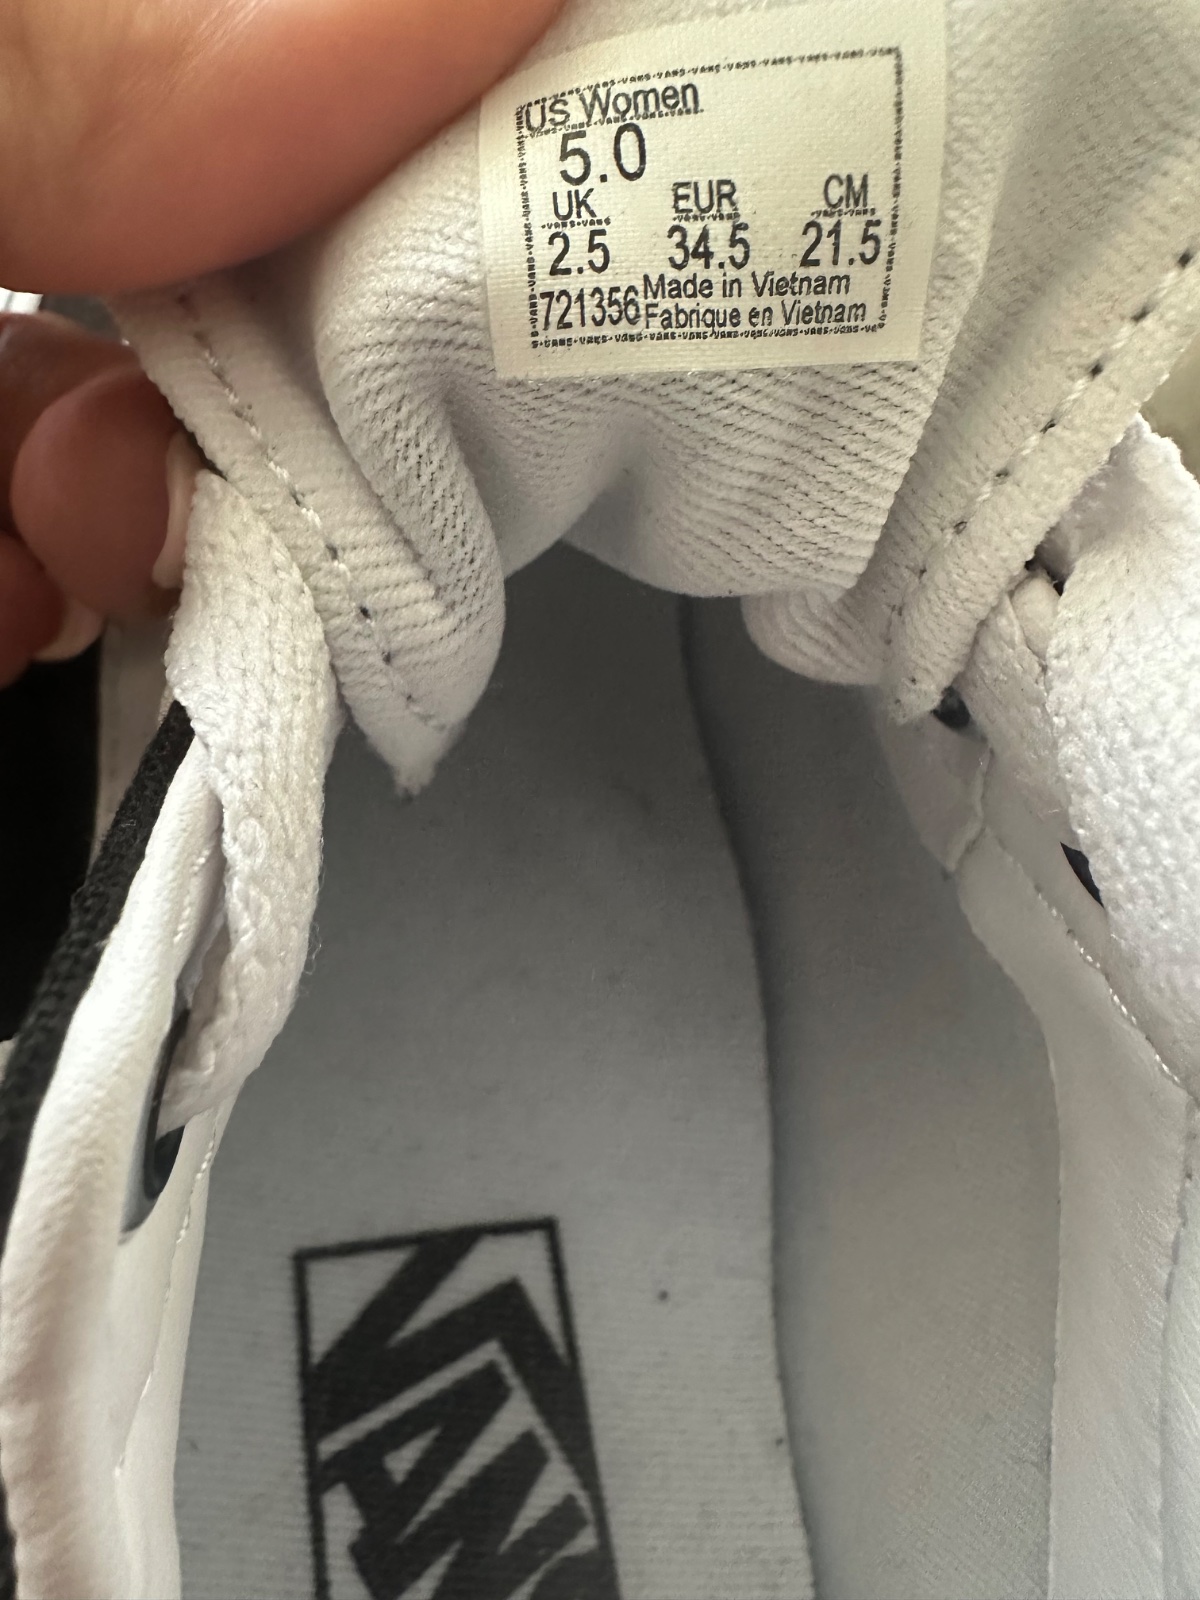 US Women
5.0
UK EUR CM
2.5 34.5 21.5
721356 Made in Vietnam
Fabriqué en Vietnam
VANS